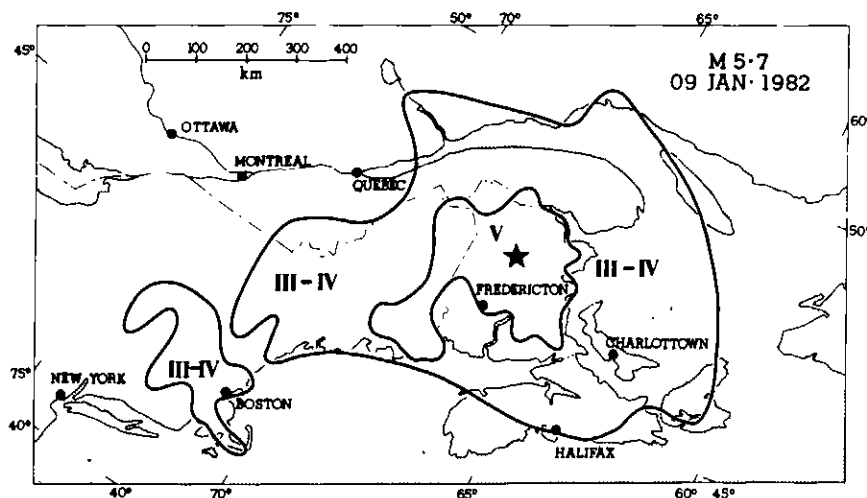 75° 50° 70° 65°
45°
0 100 200 300 400
km
M 5·7
09 JAN· 1982
60°
OTTAWA
MONTREAL
QUEBEC
V
50°
III-IV III-IV
FREDERICTON
CHARLOTTOWN
75°
III-IV
NEW YORK
BOSTON
40°
HALIFAX
40° 70° 65° 60° 45°